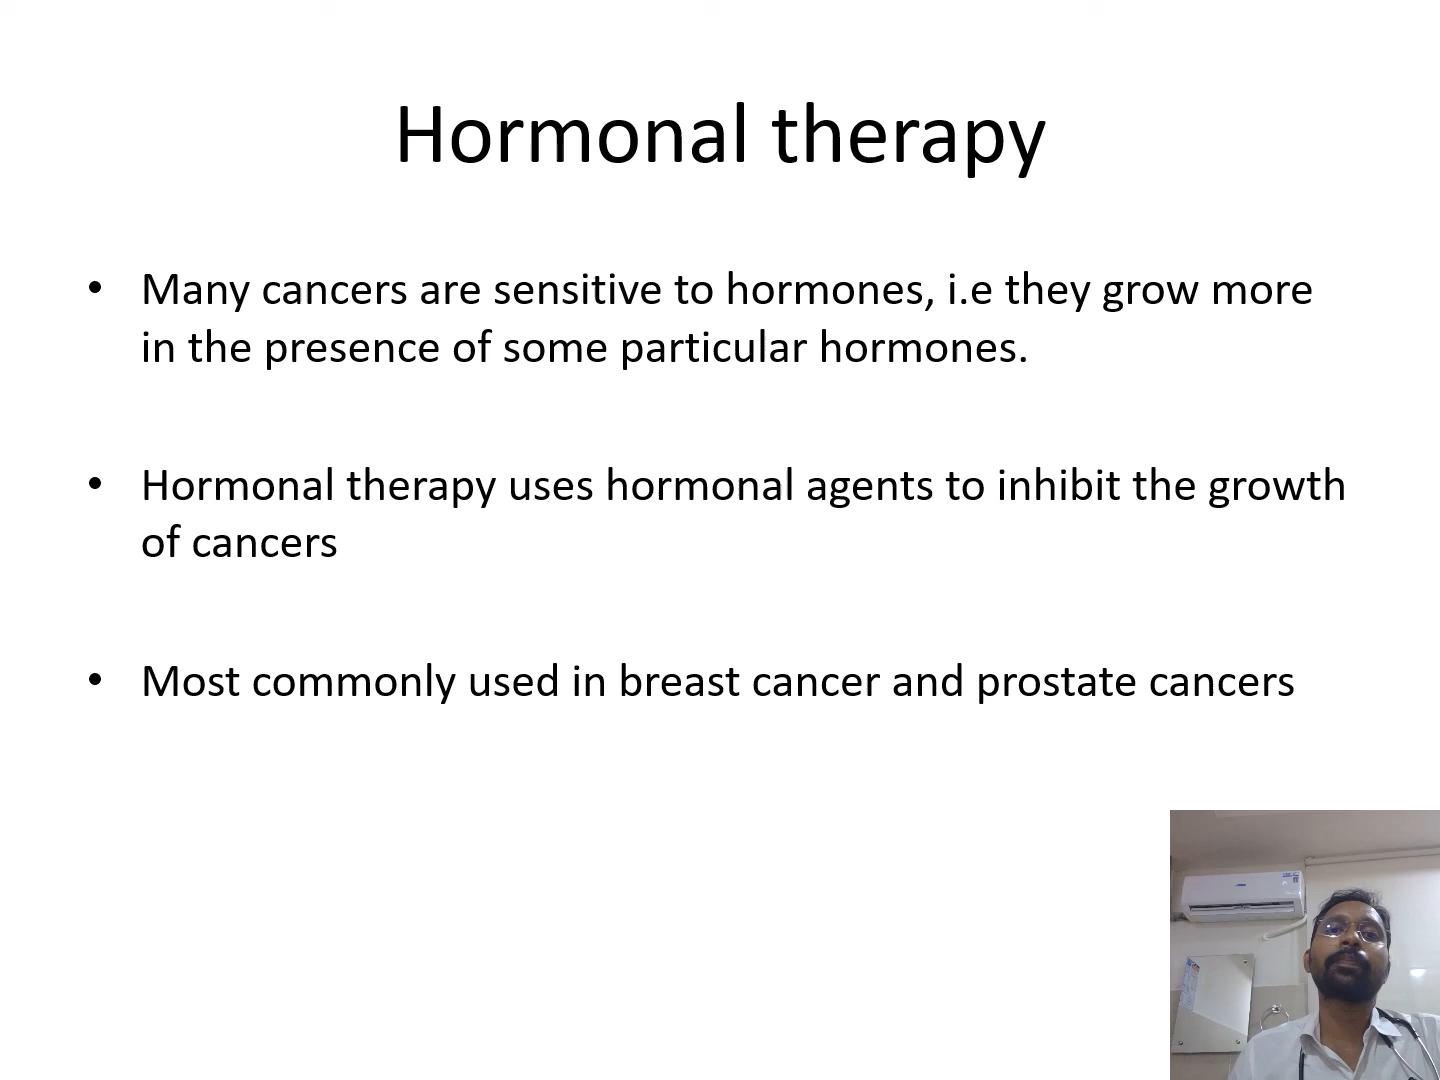 Hormonal therapy
• Many cancers are sensitive to hormones, i.e they grow more
in the presence of some particular hormones.
• Hormonal therapy uses hormonal agents to inhibit the growth
of cancers
• Most commonly used in breast cancer and prostate cancers